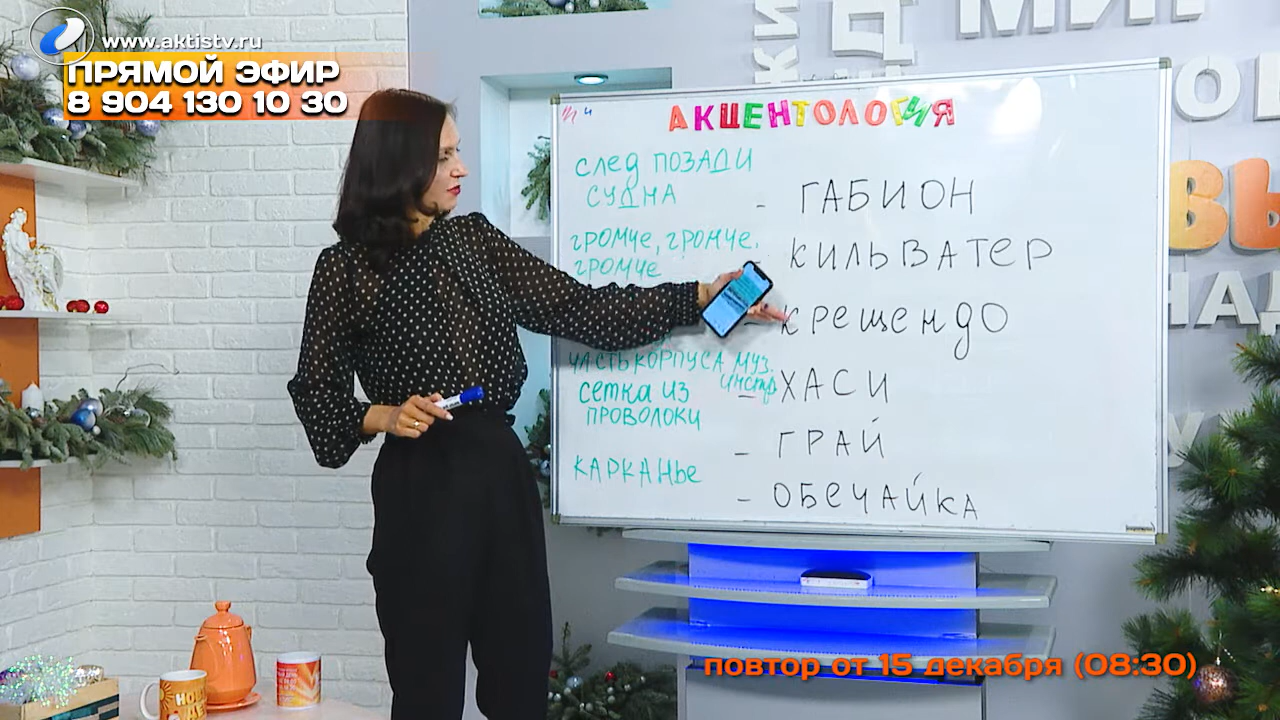 www.aktistv.ru
ПРЯМОЙ ЭФИР
8 904 130 10 30
МИ
АКЦЕНТОЛОГИЯ
СЛЕД ПОЗАДИ
СУДНА
- ГАБИОН
ГРОМЧЕ, ГРОМЧЕ,
ГРОМЧЕ
КИЛЬВАТЕР
- КРЕЩЕНДО
ЧАСТЬ КОРПУСА МУЗ.
ИНСТР.
СЕТКА ИЗ
ПРОВОЛОКИ
- ХАСИ
- ГРАЙ
КАРКАНЬЕ
- ОБЕЧАЙКА
повтор от 15 декабря (08:30)